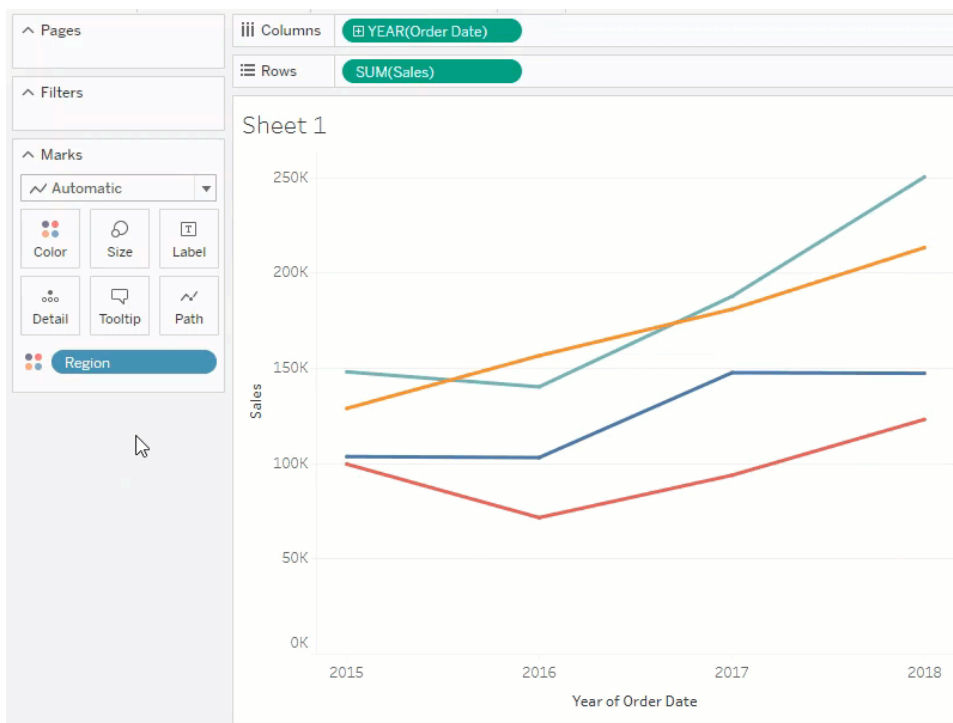 Pages
Columns
YEAR(Order Date)
Rows
SUM(Sales)
Filters
Marks
Automatic
Color
Size
T
Label
Detail
Tooltip
Path
Region
Sheet 1
250K
200K
150K
100K
50K
0K
Sales
2015
2016
2017
2018
Year of Order Date